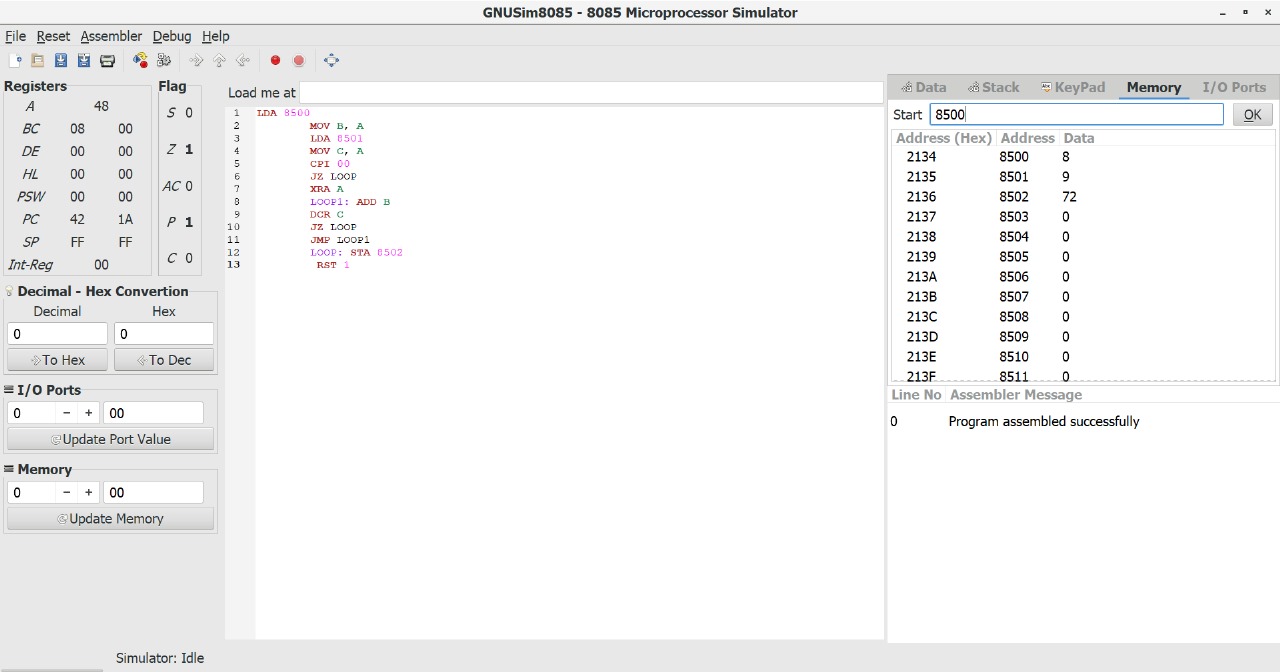 GNUSim8085 - 8085 Microprocessor Simulator
File Reset Assembler Debug Help
Registers
A 48
BC 08 00
DE 00 00
HL 00 00
PSW 00 00
PC 42 1A
SP FF FF
Int-Reg 00
Flag
S 0
Z 1
AC 0
P 1
C 0
Decimal - Hex Convertion
Decimal Hex
0 0
To Hex To Dec
I/O Ports
0 − + 00
Update Port Value
Memory
0 − + 00
Update Memory
Load me at
1 LDA 8500
2 MOV B, A
3 LDA 8501
4 MOV C, A
5 CPI 00
6 JZ LOOP
7 XRA A
8 LOOP1: ADD B
9 DCR C
10 JZ LOOP
11 JMP LOOP1
12 LOOP: STA 8502
13 RST 1
Data Stack KeyPad Memory I/O Ports
Start 8500 OK
Address (Hex) Address Data
2134 8500 8
2135 8501 9
2136 8502 72
2137 8503 0
2138 8504 0
2139 8505 0
213A 8506 0
213B 8507 0
213C 8508 0
213D 8509 0
213E 8510 0
213F 8511 0
Line No Assembler Message
0 Program assembled successfully
Simulator: Idle